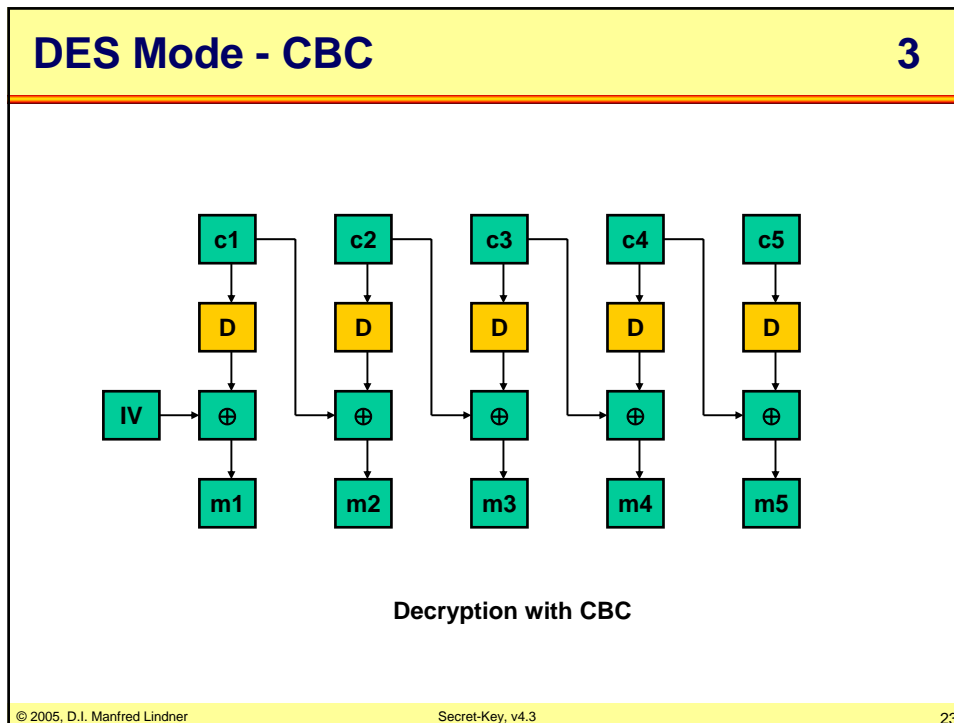 DES Mode - CBC 3
c1 c2 c3 c4 c5
D D D D D
IV ⊕ ⊕ ⊕ ⊕ ⊕
m1 m2 m3 m4 m5
Decryption with CBC
© 2005, D.I. Manfred Lindner Secret-Key, v4.3 23